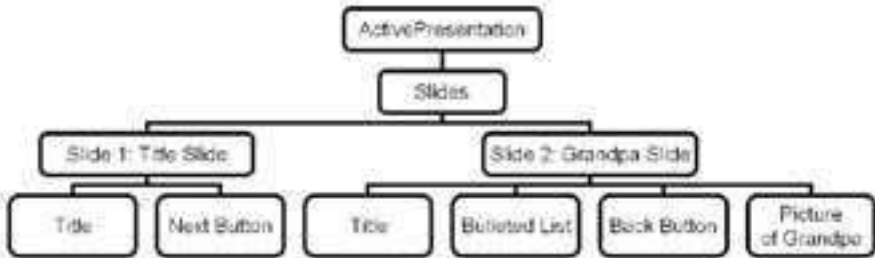 ActivePresentation
Slides
Slide 1: Title Slide
Slide 2: Grandpa Slide
Title
Next Button
Title
Bulleted List
Back Button
Picture
of Grandpa